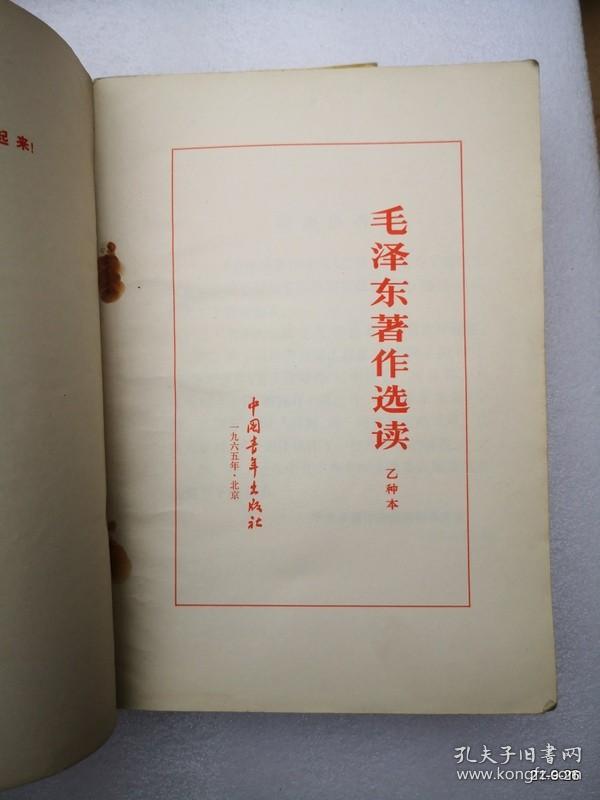 起来!
毛泽东著作选读
乙种本
中国青年出版社
一九六五年·北京
孔夫子旧书网
www.kongfz.com